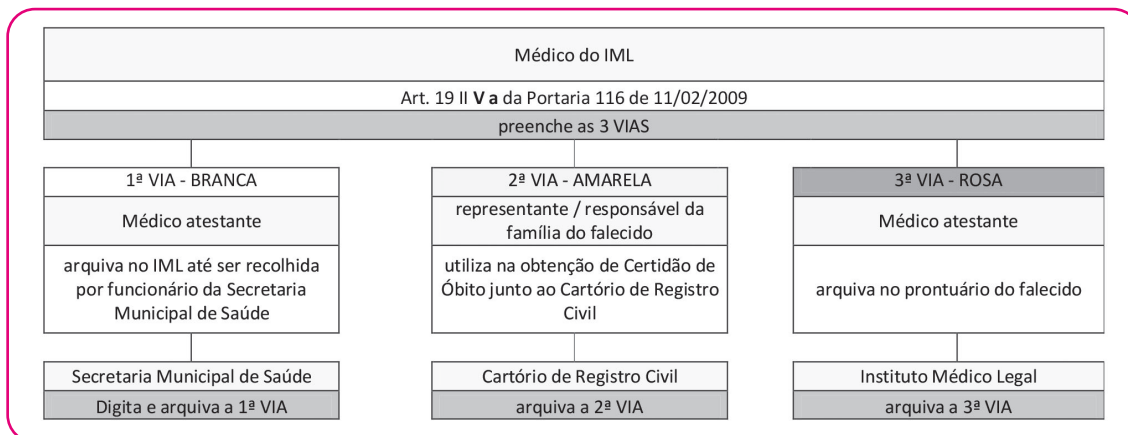 Médico do IML
Art. 19 II V a da Portaria 116 de 11/02/2009
preenche as 3 VIAS
1ª VIA - BRANCA
Médico atestante
arquiva no IML até ser recolhida
por funcionário da Secretaria
Municipal de Saúde
Secretaria Municipal de Saúde
Digita e arquiva a 1ª VIA
2ª VIA - AMARELA
representante / responsável da
família do falecido
utiliza na obtenção de Certidão de
Óbito junto ao Cartório de Registro
Civil
Cartório de Registro Civil
arquiva a 2ª VIA
3ª VIA - ROSA
Médico atestante
arquiva no prontuário do falecido
Instituto Médico Legal
arquiva a 3ª VIA